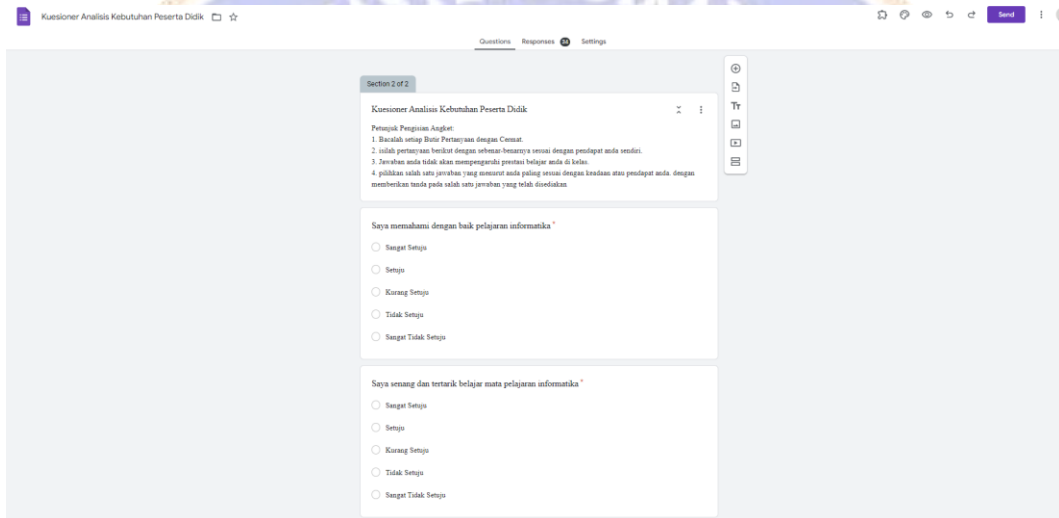 Kuesioner Analisis Kebutuhan Peserta Didik
Send
Questions Responses 34 Settings
Section 2 of 2
Kuesioner Analisis Kebutuhan Peserta Didik
Petunjuk Pengisian Angket:
1. Bacalah setiap Butir Pertanyaan dengan Cermat.
2. isilah pertanyaan berikut dengan sebenar-benarnya sesuai dengan pendapat anda sendiri.
3. Jawaban anda tidak akan mempengaruhi prestasi belajar anda di kelas.
4. pilihkan salah satu jawaban yang menurut anda paling sesuai dengan keadaan atau pendapat anda. dengan
memberikan tanda pada salah satu jawaban yang telah disediakan
Tт
Saya memahami dengan baik pelajaran informatika *
Sangat Setuju
Setuju
Kurang Setuju
Tidak Setuju
Sangat Tidak Setuju
Saya senang dan tertarik belajar mata pelajaran informatika *
Sangat Setuju
Setuju
Kurang Setuju
Tidak Setuju
Sangat Tidak Setuju